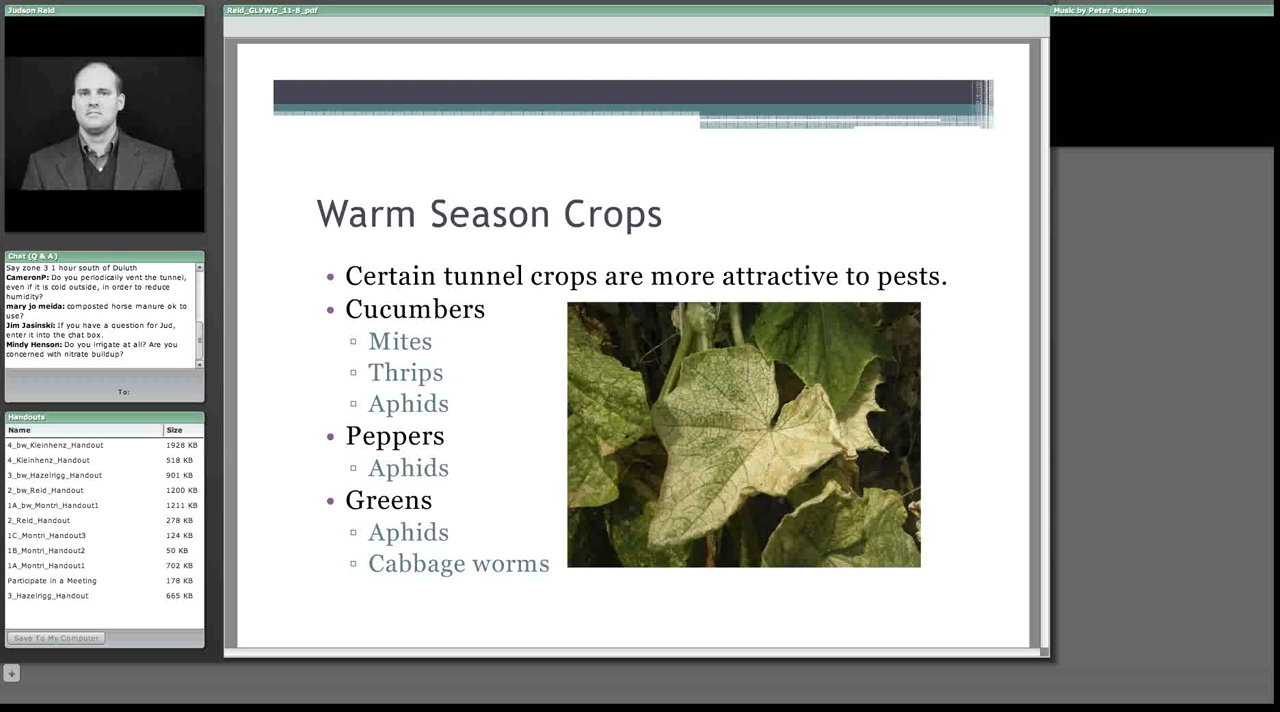 Judson Reid
Reid_GLVWG_11-8_pdf
Music by Peter Rudenko
Warm Season Crops
• Certain tunnel crops are more attractive to pests.
• Cucumbers
▫ Mites
▫ Thrips
▫ Aphids
• Peppers
▫ Aphids
• Greens
▫ Aphids
▫ Cabbage worms
Chat (Q & A)
Say zone 3 1 hour south of Duluth
CameronP: Do you periodically vent the tunnel,
even if it is cold outside, in order to reduce
humidity?
mary jo meida: composted horse manure ok to
use?
Jim Jasinski: If you have a question for Jud,
enter it into the chat box.
Mindy Henson: Do you irrigate at all? Are you
concerned with nitrate buildup?
To:
Handouts
Name Size
4_bw_Kleinhenz_Handout 1928 KB
4_Kleinhenz_Handout 518 KB
3_bw_Hazelrigg_Handout 901 KB
2_bw_Reid_Handout 1200 KB
1A_bw_Montri_Handout1 1211 KB
2_Reid_Handout 278 KB
1C_Montri_Handout3 124 KB
1B_Montri_Handout2 50 KB
1A_Montri_Handout1 702 KB
Participate in a Meeting 178 KB
3_Hazelrigg_Handout 665 KB
Save To My Computer